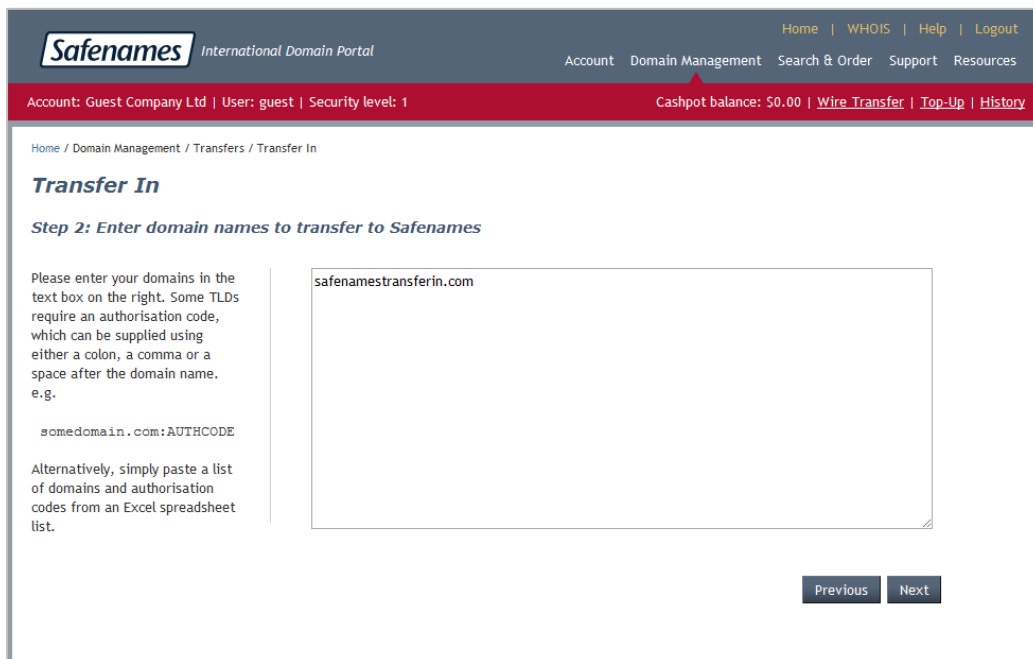 Home | WHOIS | Help | Logout
Safenames International Domain Portal
Account Domain Management Search & Order Support Resources
Account: Guest Company Ltd | User: guest | Security level: 1 Cashpot balance: $0.00 | Wire Transfer | Top-Up | History
Home / Domain Management / Transfers / Transfer In
Transfer In
Step 2: Enter domain names to transfer to Safenames
Please enter your domains in the
text box on the right. Some TLDs
require an authorisation code,
which can be supplied using
either a colon, a comma or a
space after the domain name.
e.g.
somedomain.com:AUTHCODE
Alternatively, simply paste a list
of domains and authorisation
codes from an Excel spreadsheet
list.
safenamestransferin.com
Previous Next